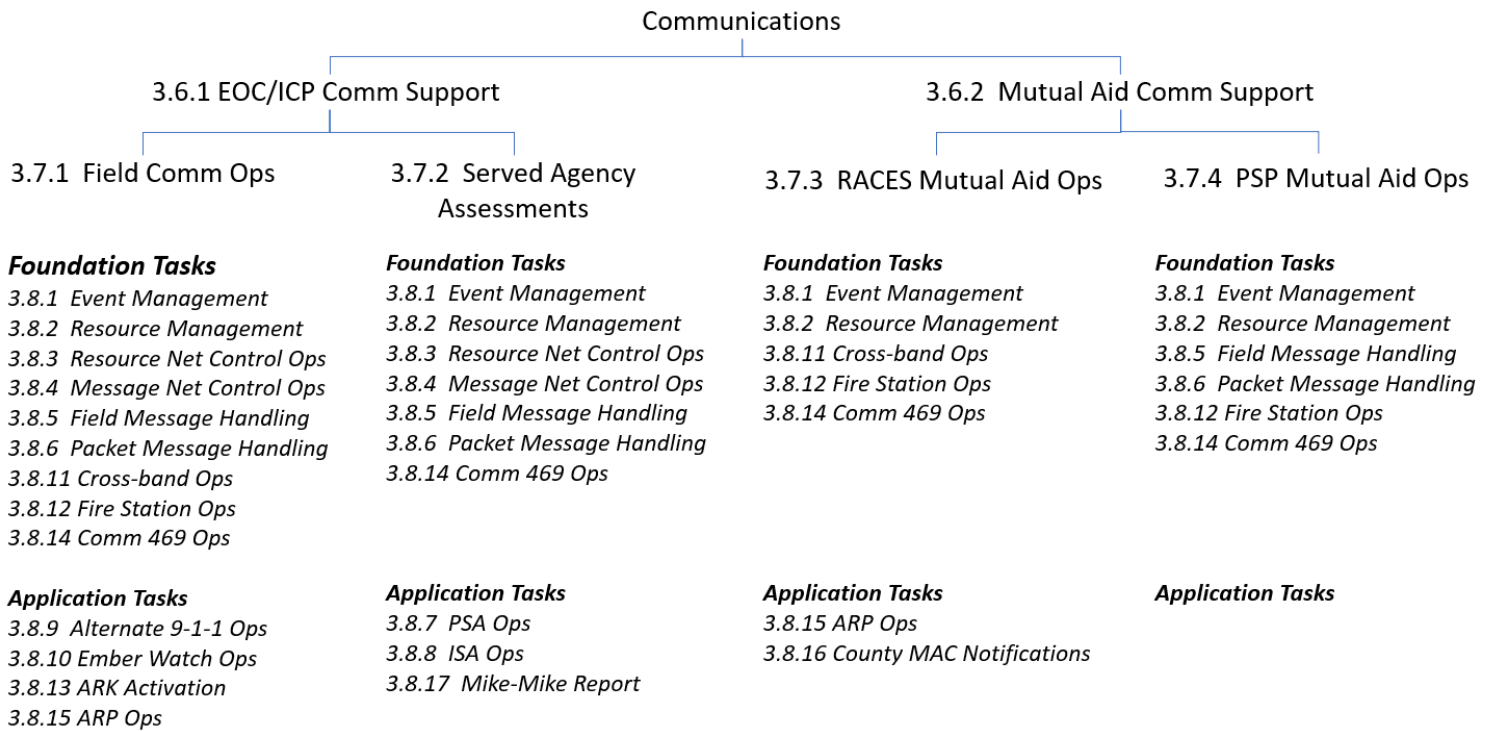 Communications
3.6.1 EOC/ICP Comm Support
3.6.2 Mutual Aid Comm Support
3.7.1 Field Comm Ops
3.7.2 Served Agency
Assessments
3.7.3 RACES Mutual Aid Ops
3.7.4 PSP Mutual Aid Ops
Foundation Tasks
3.8.1 Event Management
3.8.2 Resource Management
3.8.3 Resource Net Control Ops
3.8.4 Message Net Control Ops
3.8.5 Field Message Handling
3.8.6 Packet Message Handling
3.8.11 Cross-band Ops
3.8.12 Fire Station Ops
3.8.14 Comm 469 Ops
Application Tasks
3.8.9 Alternate 9-1-1 Ops
3.8.10 Ember Watch Ops
3.8.13 ARK Activation
3.8.15 ARP Ops
Foundation Tasks
3.8.1 Event Management
3.8.2 Resource Management
3.8.3 Resource Net Control Ops
3.8.4 Message Net Control Ops
3.8.5 Field Message Handling
3.8.6 Packet Message Handling
3.8.14 Comm 469 Ops
Application Tasks
3.8.7 PSA Ops
3.8.8 ISA Ops
3.8.17 Mike-Mike Report
Foundation Tasks
3.8.1 Event Management
3.8.2 Resource Management
3.8.11 Cross-band Ops
3.8.12 Fire Station Ops
3.8.14 Comm 469 Ops
Application Tasks
3.8.15 ARP Ops
3.8.16 County MAC Notifications
Foundation Tasks
3.8.1 Event Management
3.8.2 Resource Management
3.8.5 Field Message Handling
3.8.6 Packet Message Handling
3.8.12 Fire Station Ops
3.8.14 Comm 469 Ops
Application Tasks